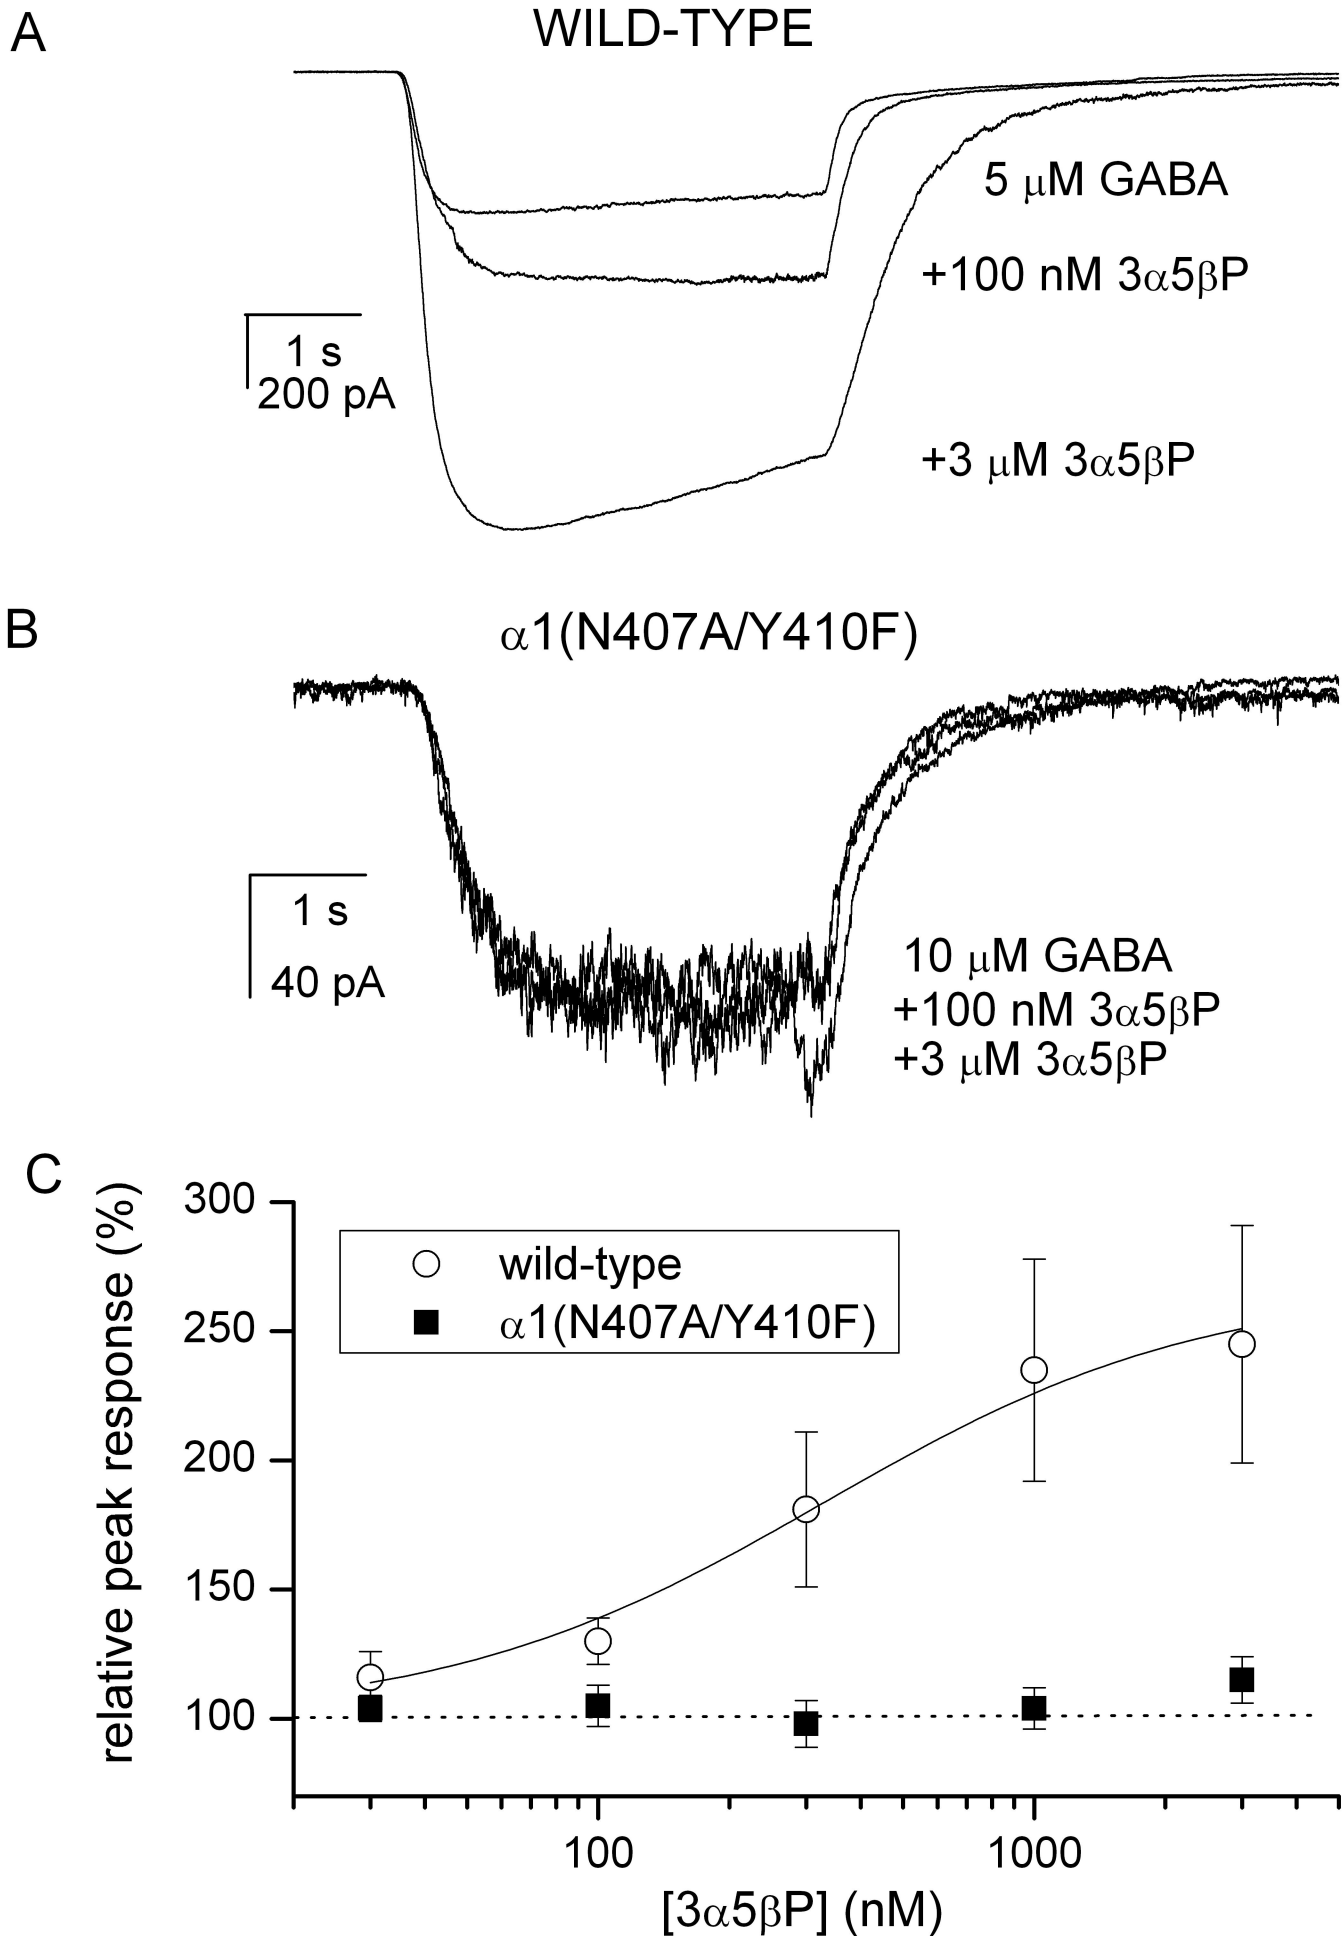 A
WILD-TYPE
5 μM GABA
+100 nM 3α5βP
1 s
200 pA
+3 μM 3α5βP
B
α1(N407A/Y410F)
1 s
40 pA
10 μM GABA
+100 nM 3α5βP
+3 μM 3α5βP
C
relative peak response (%)
300
250
200
150
100
wild-type
α1(N407A/Y410F)
100
1000
[3α5βP] (nM)